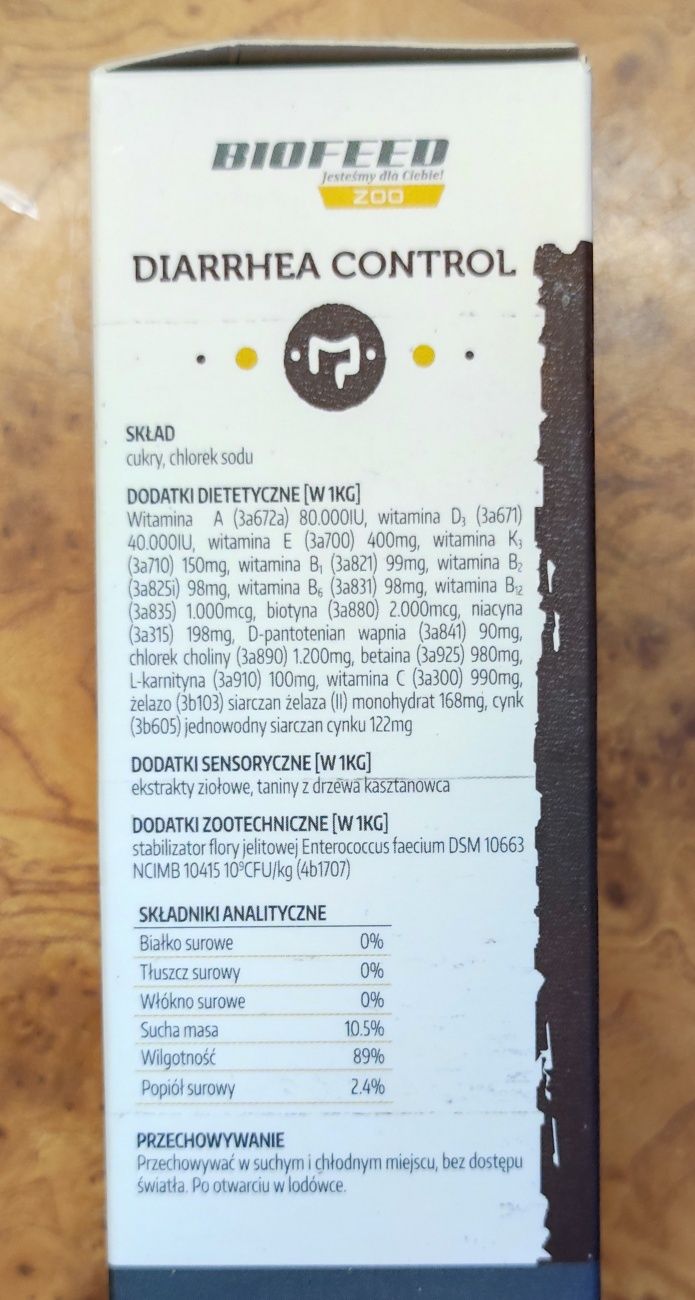 BIOFEED
Jesteśmy dla Ciebie!
ZOO
DIARRHEA CONTROL
SKŁAD
cukry, chlorek sodu
DODATKI DIETETYCZNE [W 1KG]
Witamina A (3a672a) 80.000IU, witamina D₃ (3a671)
40.000IU, witamina E (3a700) 400mg, witamina K₃
(3a710) 150mg, witamina B₁ (3a821) 99mg, witamina B₂
(3a825i) 98mg, witamina B₆ (3a831) 98mg, witamina B₁₂
(3a835) 1.000mcg, biotyna (3a880) 2.000mcg, niacyna
(3a315) 198mg, D-pantotenian wapnia (3a841) 90mg,
chlorek choliny (3a890) 1.200mg, betaina (3a925) 980mg,
L-karnityna (3a910) 100mg, witamina C (3a300) 990mg,
żelazo (3b103) siarczan żelaza (II) monohydrat 168mg, cynk
(3b605) jednowodny siarczan cynku 122mg
DODATKI SENSORYCZNE [W 1KG]
ekstrakty ziołowe, taniny z drzewa kasztanowca
DODATKI ZOOTECHNICZNE [W 1KG]
stabilizator flory jelitowej Enterococcus faecium DSM 10663
NCIMB 10415 10⁹CFU/kg (4b1707)
SKŁADNIKI ANALITYCZNE
Białko surowe 0%
Tłuszcz surowy 0%
Włókno surowe 0%
Sucha masa 10.5%
Wilgotność 89%
Popiół surowy 2.4%
PRZECHOWYWANIE
Przechowywać w suchym i chłodnym miejscu, bez dostępu
światła. Po otwarciu w lodówce.